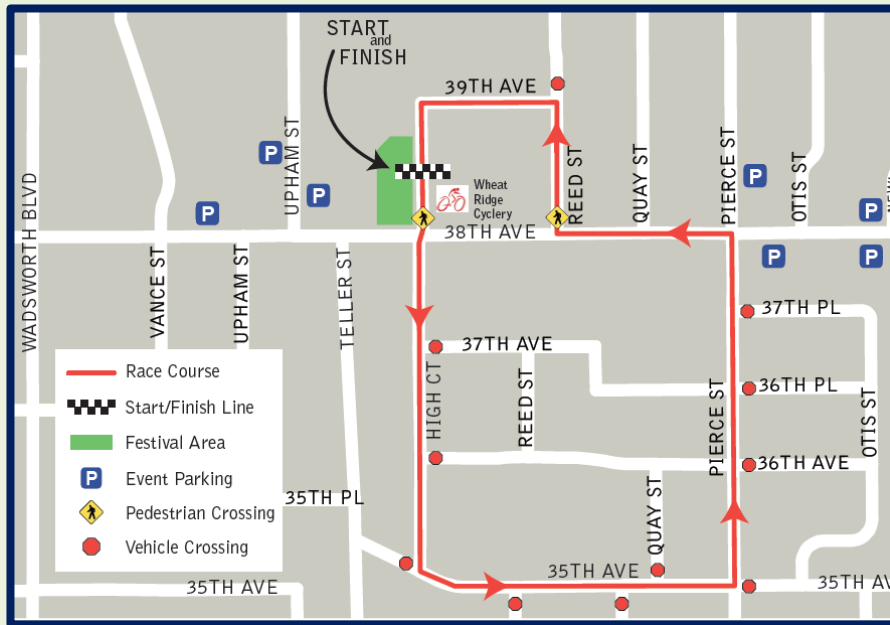 START
and
FINISH
39TH AVE
UPHAM ST
Wheat
Ridge
Cyclery
REED ST
QUAY ST
PIERCE ST
OTIS ST
P
P
P
P
P
P
P
38TH AVE
WADSWORTH BLVD
VANCE ST
UPHAM ST
TELLER ST
37TH PL
37TH AVE
HIGH CT
REED ST
36TH PL
PIERCE ST
OTIS ST
36TH AVE
QUAY ST
Race Course
Start/Finish Line
Festival Area
P Event Parking
Pedestrian Crossing
Vehicle Crossing
35TH PL
35TH AVE
35TH AVE
35TH AV